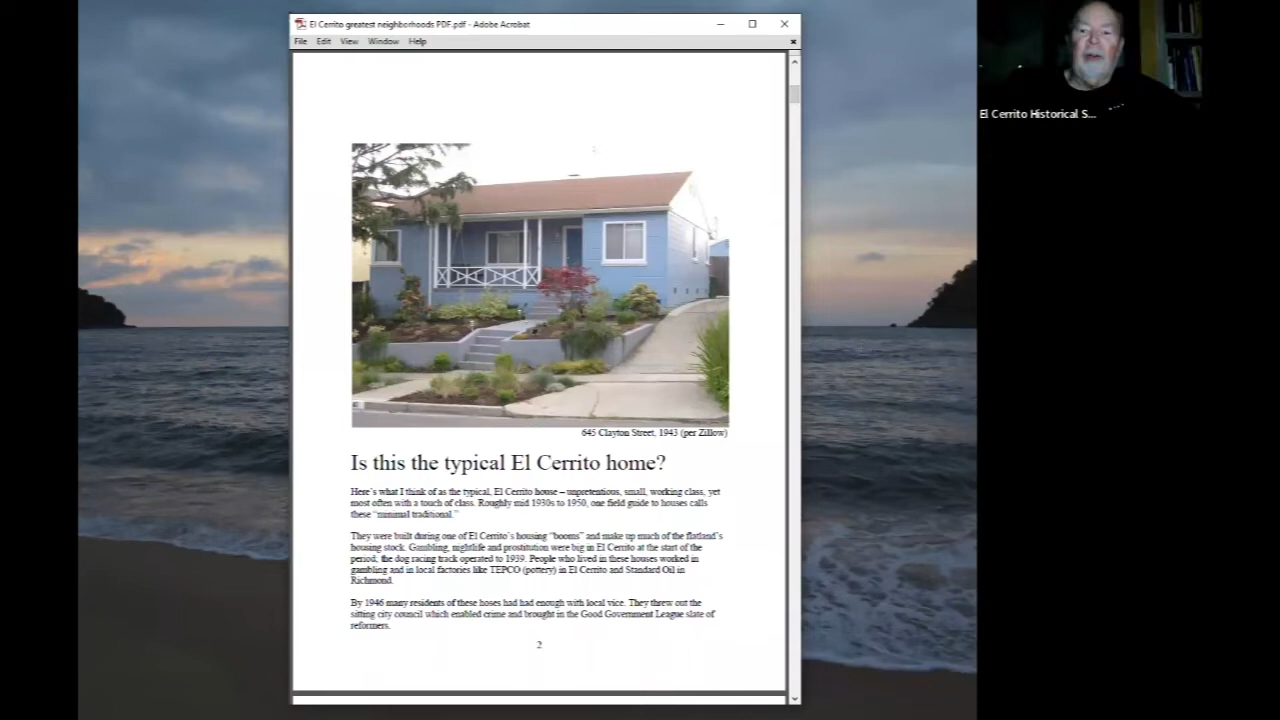 El Cerrito greatest neighborhoods PDF.pdf - Adobe Acrobat
File Edit View Window Help
El Cerrito Historical S...
645 Clayton Street, 1943 (per Zillow)
Is this the typical El Cerrito home?
Here's what I think of as the typical, El Cerrito house – unpretentious, small, working class, yet
most often with a touch of class. Roughly mid 1930s to 1950, one field guide to houses calls
these "minimal traditional."
They were built during one of El Cerrito's housing "booms" and make up much of the flatland's
housing stock. Gambling, nightlife and prostitution were big in El Cerrito at the start of the
period, the dog racing track operated to 1939. People who lived in these houses worked in
gambling and in local factories like TEPCO (pottery) in El Cerrito and Standard Oil in
Richmond.
By 1946 many residents of these hoses had had enough with local vice. They threw out the
sitting city council which enabled crime and brought in the Good Government League slate of
reformers.
2